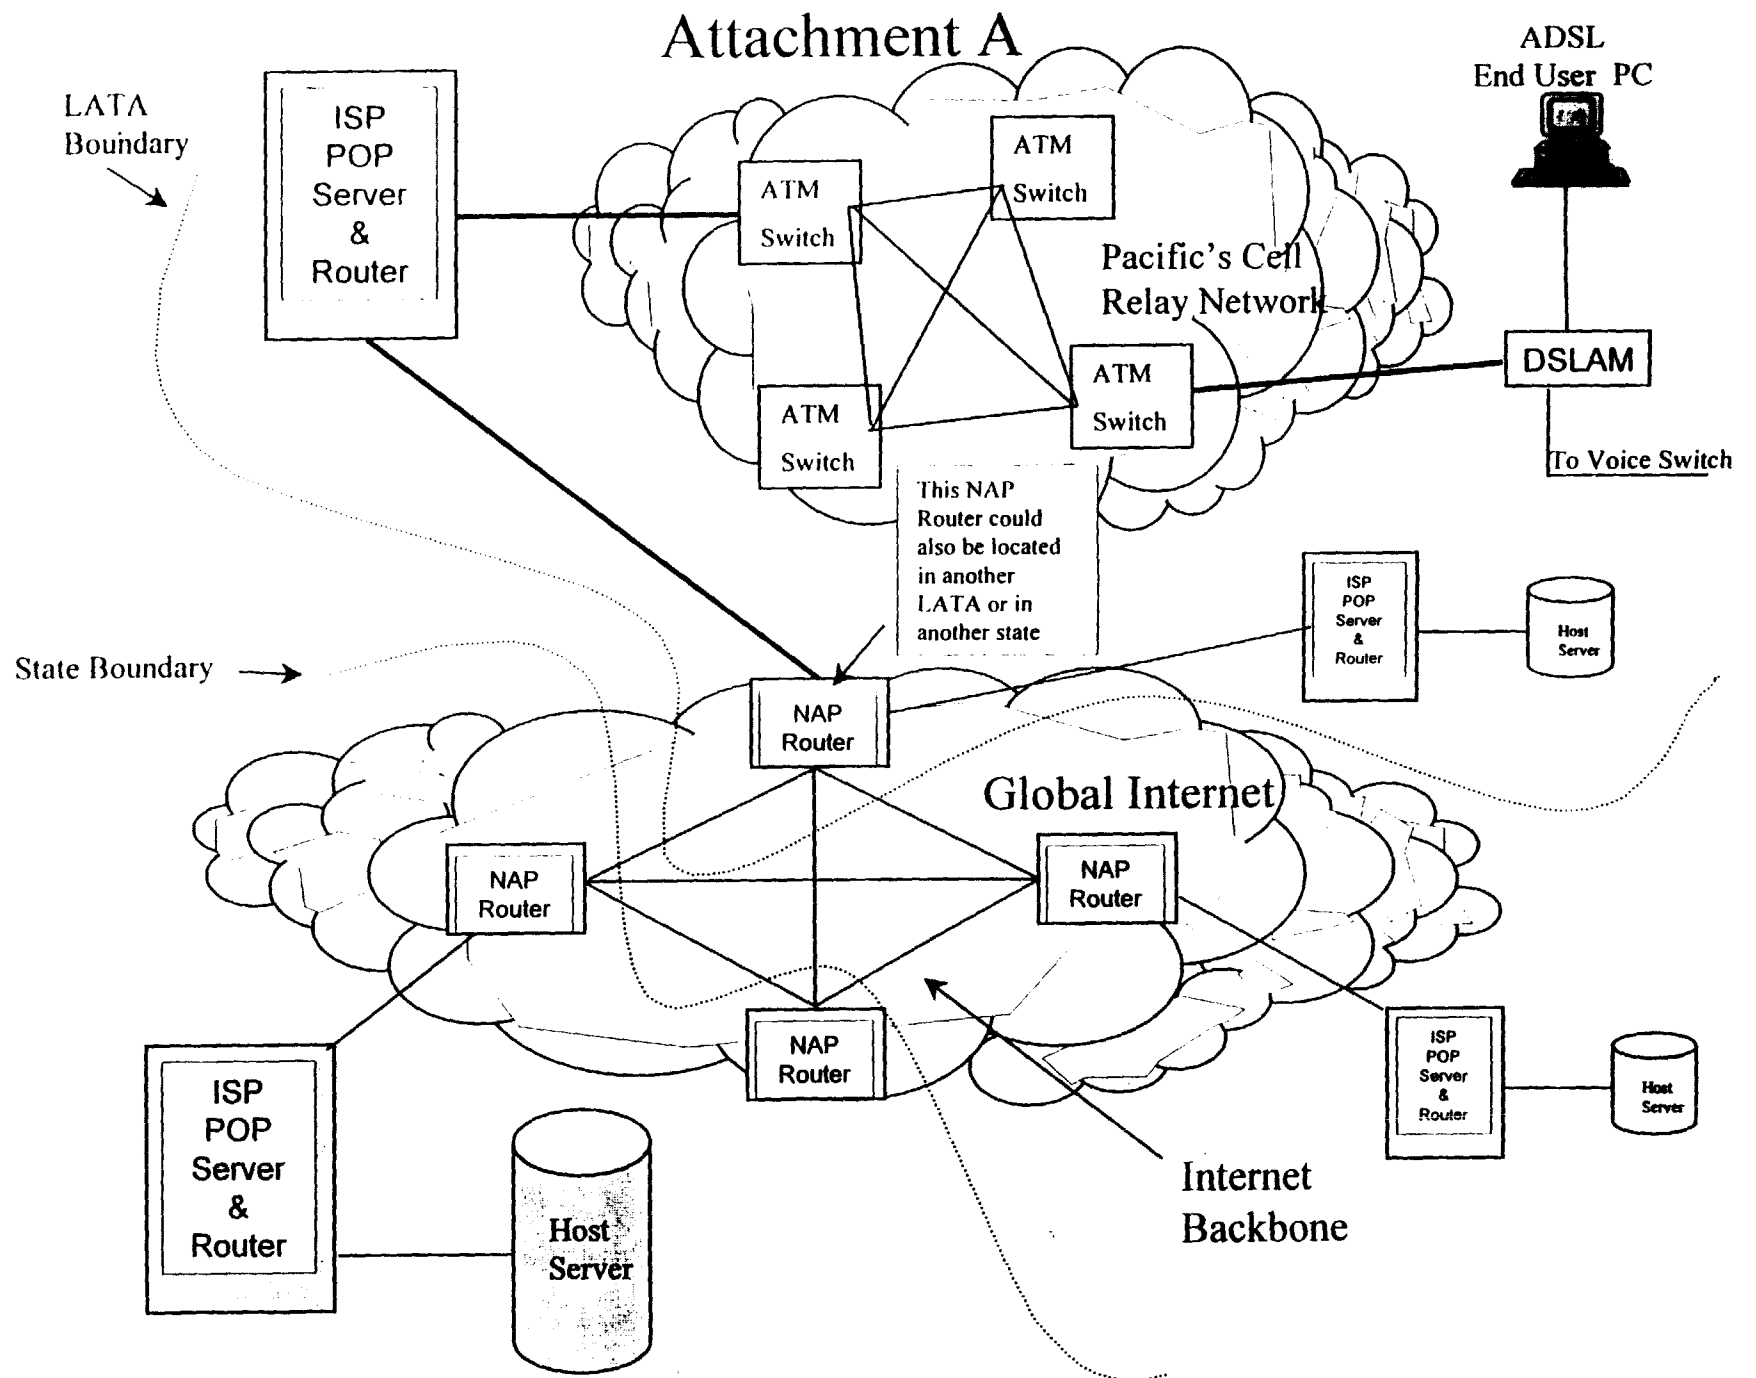 Attachment A
LATA
Boundary
ISP
POP
Server
&
Router
ATM
Switch
ATM
Switch
Pacific's Cell
Relay Network
ATM
Switch
ATM
Switch
ADSL
End User PC
DSLAM
To Voice Switch
This NAP
Router could
also be located
in another
LATA or in
another state
ISP
POP
Server
&
Router
Host
Server
State Boundary
NAP
Router
Global Internet
NAP
Router
NAP
Router
NAP
Router
ISP
POP
Server
&
Router
Host
Server
Internet
Backbone
ISP
POP
Server
&
Router
Host
Server